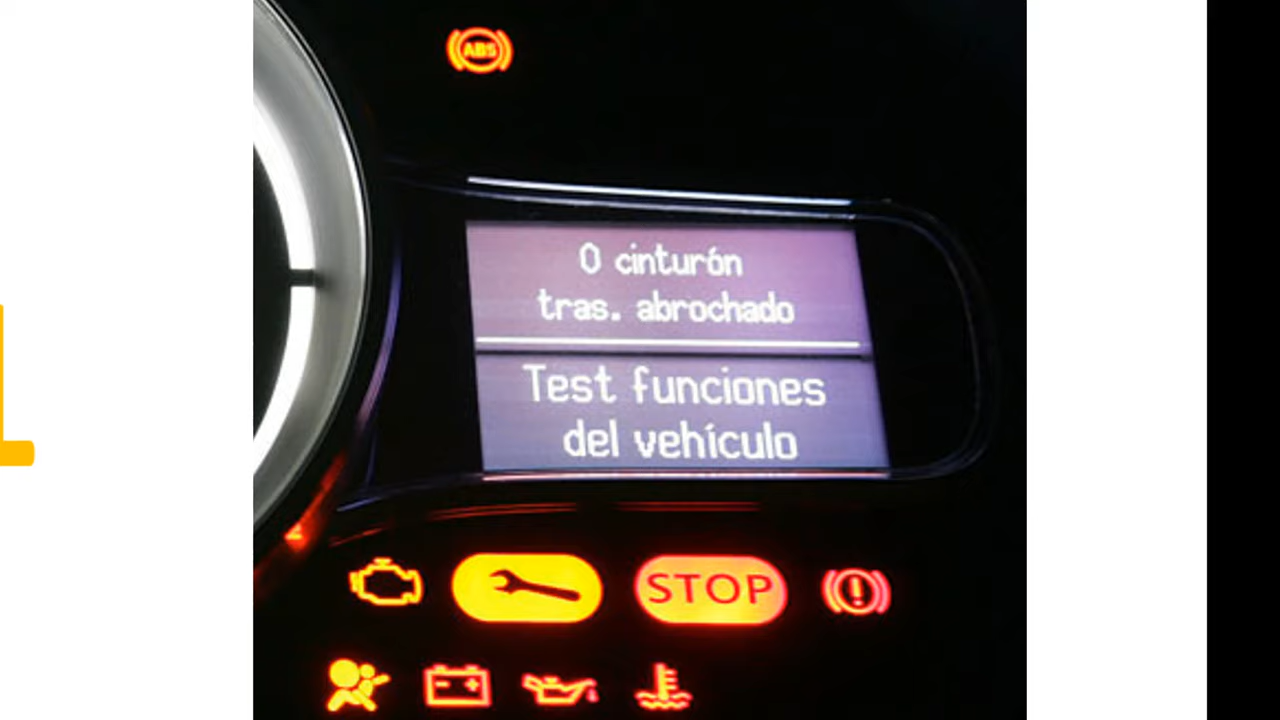 ABS
0 cinturón
tras. abrochado
Test funciones
del vehículo
STOP